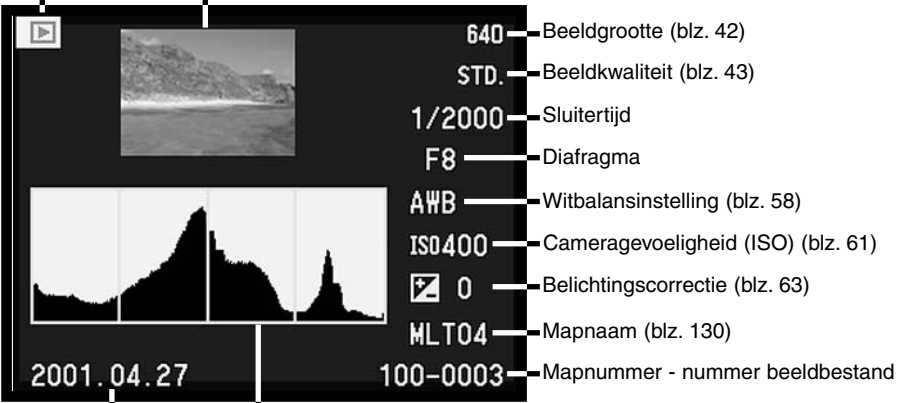 640 Beeldgrootte (blz. 42)
STD. Beeldkwaliteit (blz. 43)
1/2000 Sluitertijd
F8 Diafragma
AWB Witbalansinstelling (blz. 58)
ISO400 Cameragevoeligheid (ISO) (blz. 61)
0 Belichtingscorrectie (blz. 63)
MLT04 Mapnaam (blz. 130)
2001.04.27 100-0003 Mapnummer - nummer beeldbestand